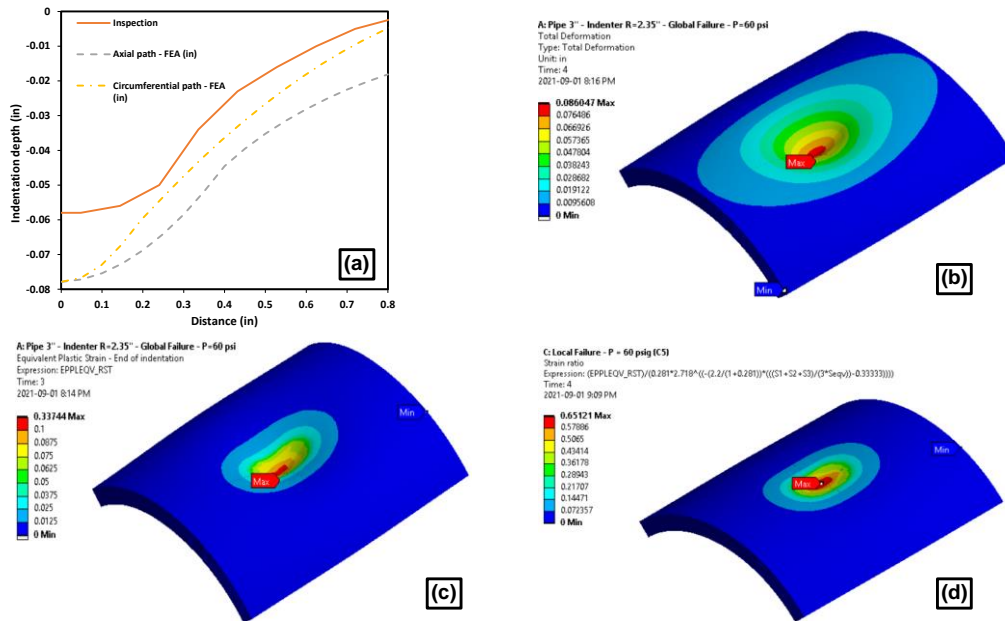 0
-0.01
-0.02
-0.03
-0.04
-0.05
-0.06
-0.07
-0.08
Indentation depth (in)
Inspection
Axial path - FEA (in)
Circumferential path - FEA
(in)
0
0.1
0.2
0.3
0.4
0.5
0.6
0.7
0.8
Distance (in)
(a)
A: Pipe 3" - Indenter R=2.35" - Global Failure - P=60 psi
Total Deformation
Type: Total Deformation
Unit: in
Time: 4
2021-09-01 8:16 PM
0.086047 Max
0.076486
0.066926
0.057365
0.047804
0.038243
0.028682
0.019122
0.0095608
0 Min
Max
Min
(b)
A: Pipe 3" - Indenter R=2.35" - Global Failure - P=60 psi
Equivalent Plastic Strain - End of indentation
Expression: EPPLEQV_RST
Time: 3
2021-09-01 8:14 PM
0.33744 Max
0.1
0.0875
0.075
0.0625
0.05
0.0375
0.025
0.0125
0 Min
Min
Max
(c)
C: Local Failure - P = 60 psig (C5)
Strain ratio
Expression: (EPPLEQV_RST)/(0.281*2.718^((-(2.2/(1+0.281))*(((S1+S2+S3)/(3*Seqv))-0.33333))))
Time: 4
2021-09-01 9:09 PM
0.65121 Max
0.57886
0.5065
0.43414
0.36178
0.28943
0.21707
0.14471
0.072357
0 Min
Min
Max
(d)